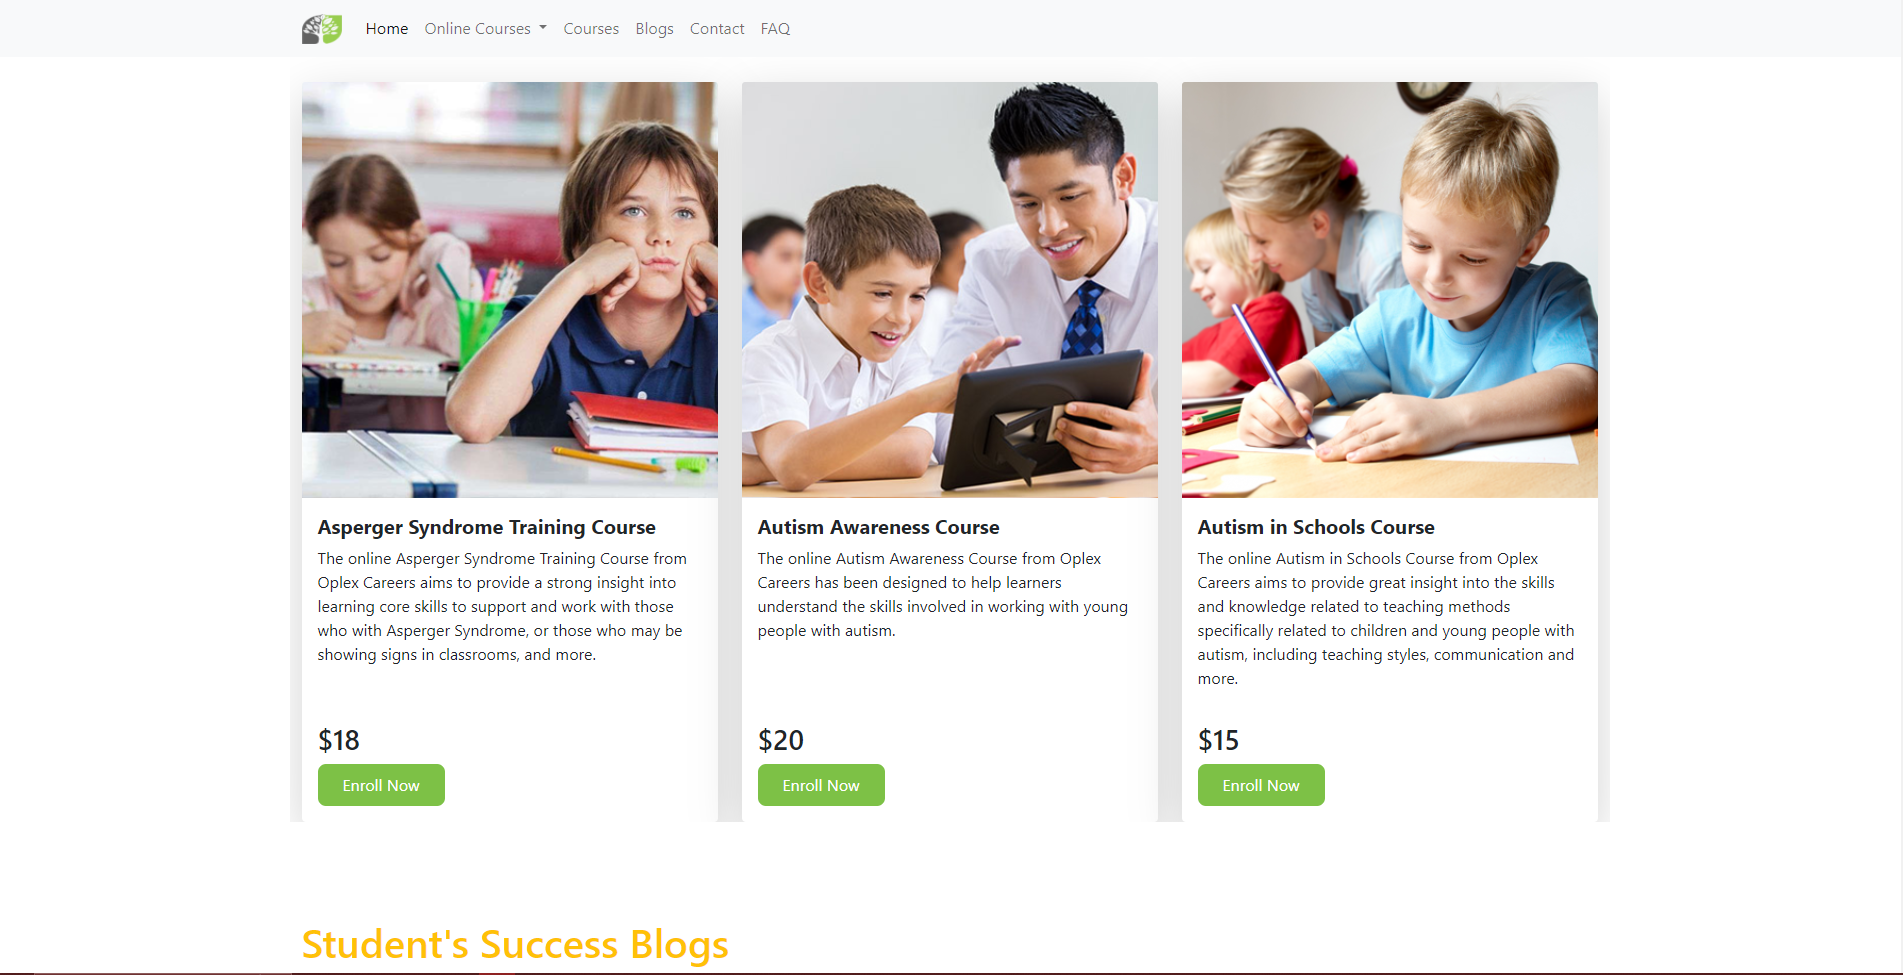 Home Online Courses Courses Blogs Contact FAQ
Asperger Syndrome Training Course
The online Asperger Syndrome Training Course from
Oplex Careers aims to provide a strong insight into
learning core skills to support and work with those
who with Asperger Syndrome, or those who may be
showing signs in classrooms, and more.
$18
Enroll Now
Autism Awareness Course
The online Autism Awareness Course from Oplex
Careers has been designed to help learners
understand the skills involved in working with young
people with autism.
$20
Enroll Now
Autism in Schools Course
The online Autism in Schools Course from Oplex
Careers aims to provide great insight into the skills
and knowledge related to teaching methods
specifically related to children and young people with
autism, including teaching styles, communication and
more.
$15
Enroll Now
Student's Success Blogs